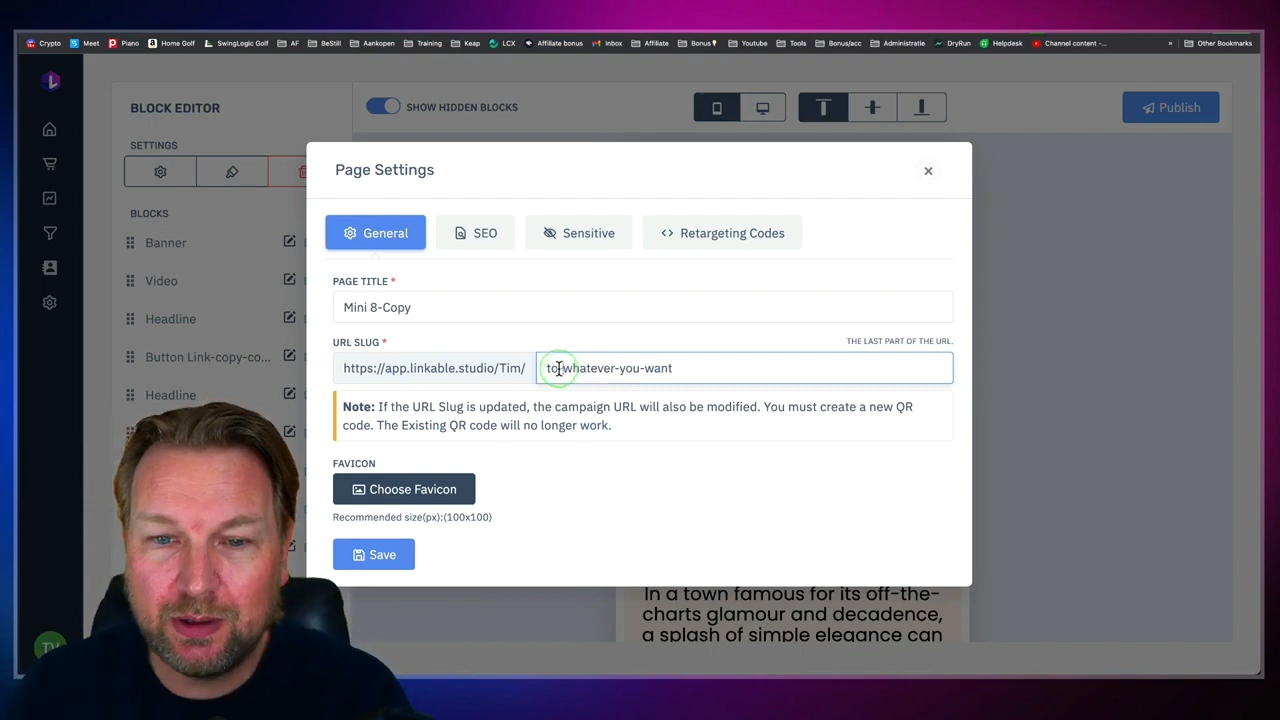 Crypto Meet Piano Home Golf SwingLogic Golf AF BeStill Aankopen Training Keap LCX Affiliate bonus Inbox Affiliate Bonus Youtube Tools Bonus/acc Administratie DryRun Helpdesk Channel content -... » Other Bookmarks
BLOCK EDITOR
SHOW HIDDEN BLOCKS
Publish
SETTINGS
BLOCKS
Banner
Video
Headline
Button Link-copy-co...
Headline
Page Settings
General SEO Sensitive Retargeting Codes
PAGE TITLE *
Mini 8-Copy
URL SLUG *
THE LAST PART OF THE URL.
https://app.linkable.studio/Tim/
to-whatever-you-want
Note: If the URL Slug is updated, the campaign URL will also be modified. You must create a new QR
code. The Existing QR code will no longer work.
FAVICON
Choose Favicon
Recommended size(px):(100x100)
Save
In a town famous for its off-the-
charts glamour and decadence,
a splash of simple elegance can